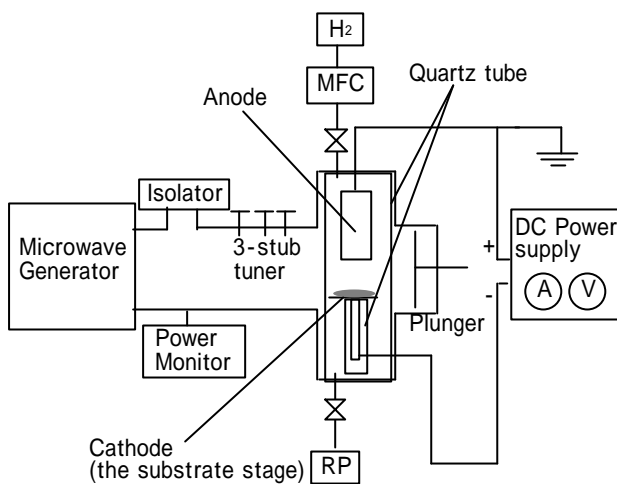 H2
MFC
Quartz tube
Anode
Isolator
Microwave
Generator
3-stub
tuner
+
DC Power
supply
-
A V
Plunger
Power
Monitor
Cathode
(the substrate stage)
RP